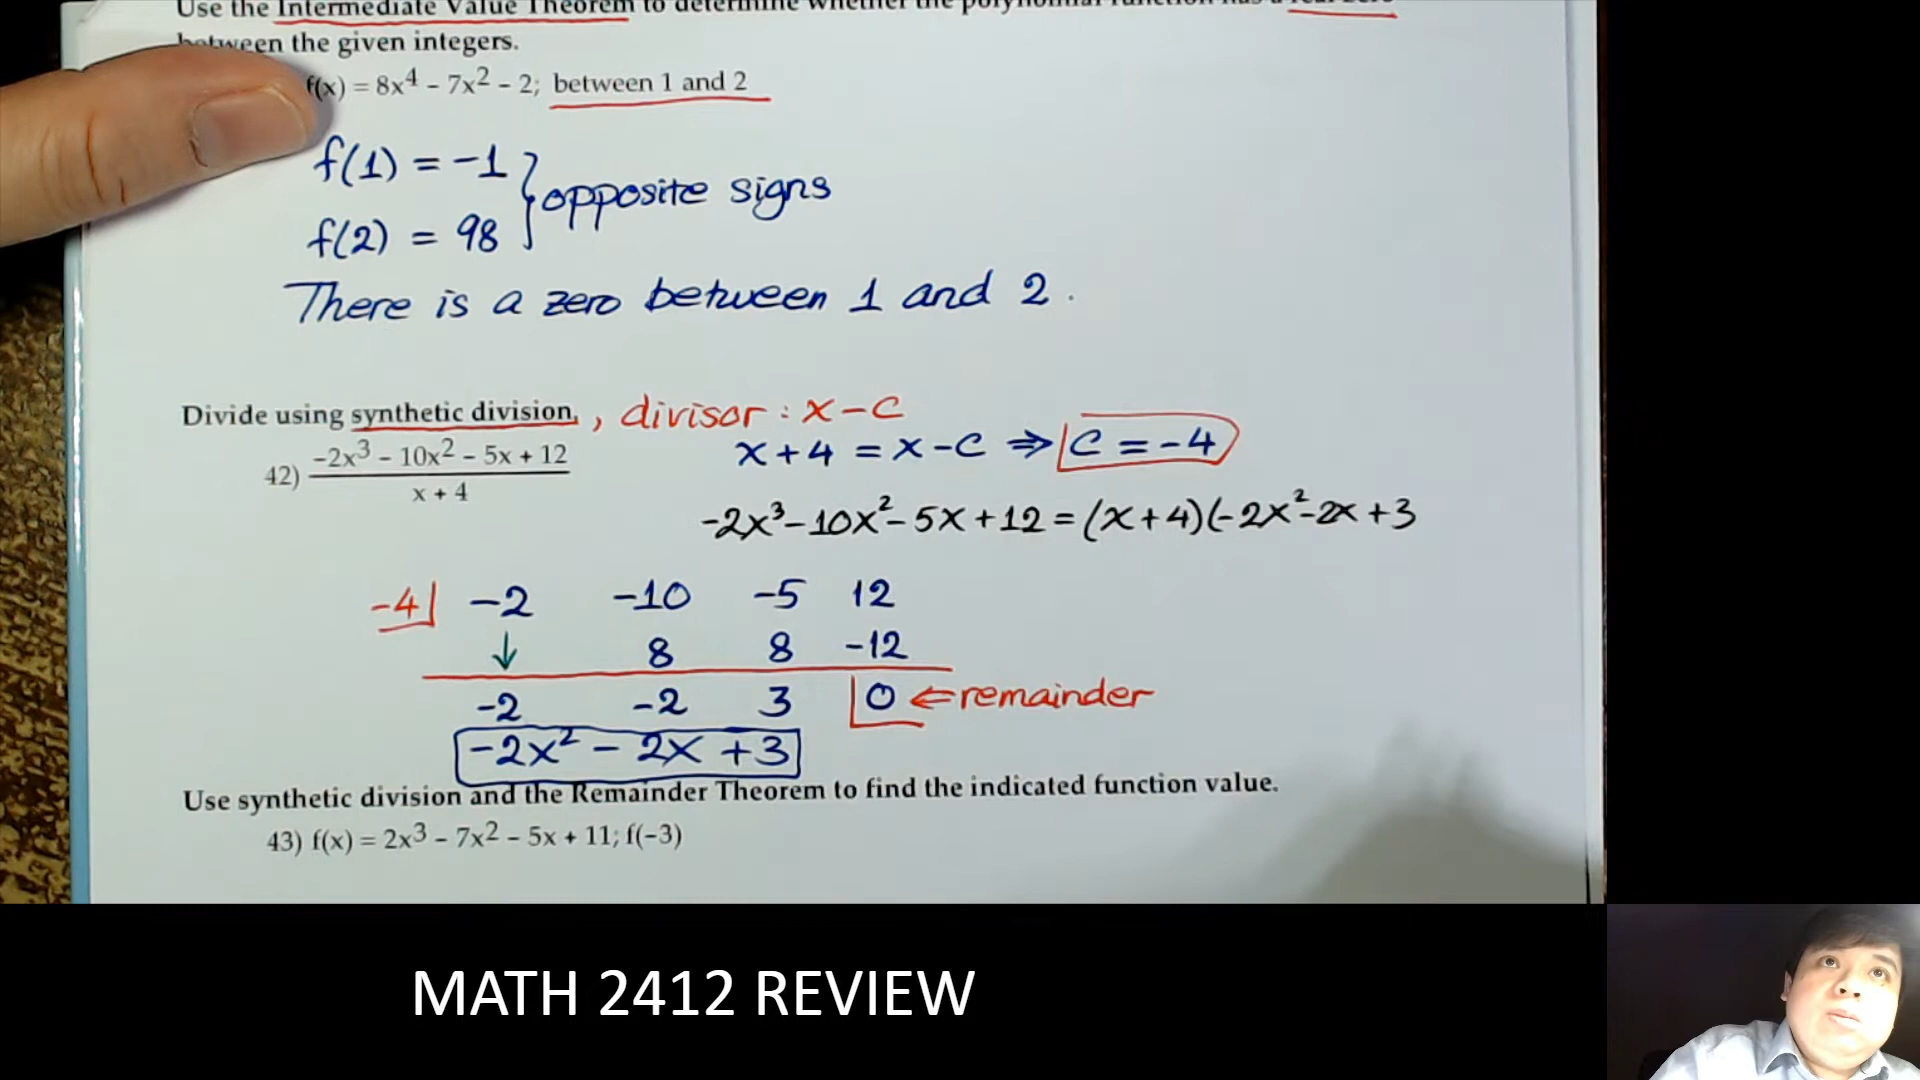 Use the Intermediate Value Theorem to determine whether the polynomial function has a real zero
between the given integers.
f(x) = 8x⁴ – 7x² – 2; between 1 and 2
f(1) = -1
opposite signs
f(2) = 98
There is a zero between 1 and 2.
Divide using synthetic division. , divisor : x - c
x + 4 = x - c ⇒ c = -4
42) (-2x³ – 10x² – 5x + 12) / (x + 4)
-2x³ - 10x² - 5x + 12 = (x + 4)(-2x² - 2x + 3
-4 -2 -10 -5 12
↓ 8 8 -12
-2 -2 3 0 ← remainder
-2x² - 2x + 3
Use synthetic division and the Remainder Theorem to find the indicated function value.
43) f(x) = 2x³ – 7x² – 5x + 11; f(-3)
MATH 2412 REVIEW